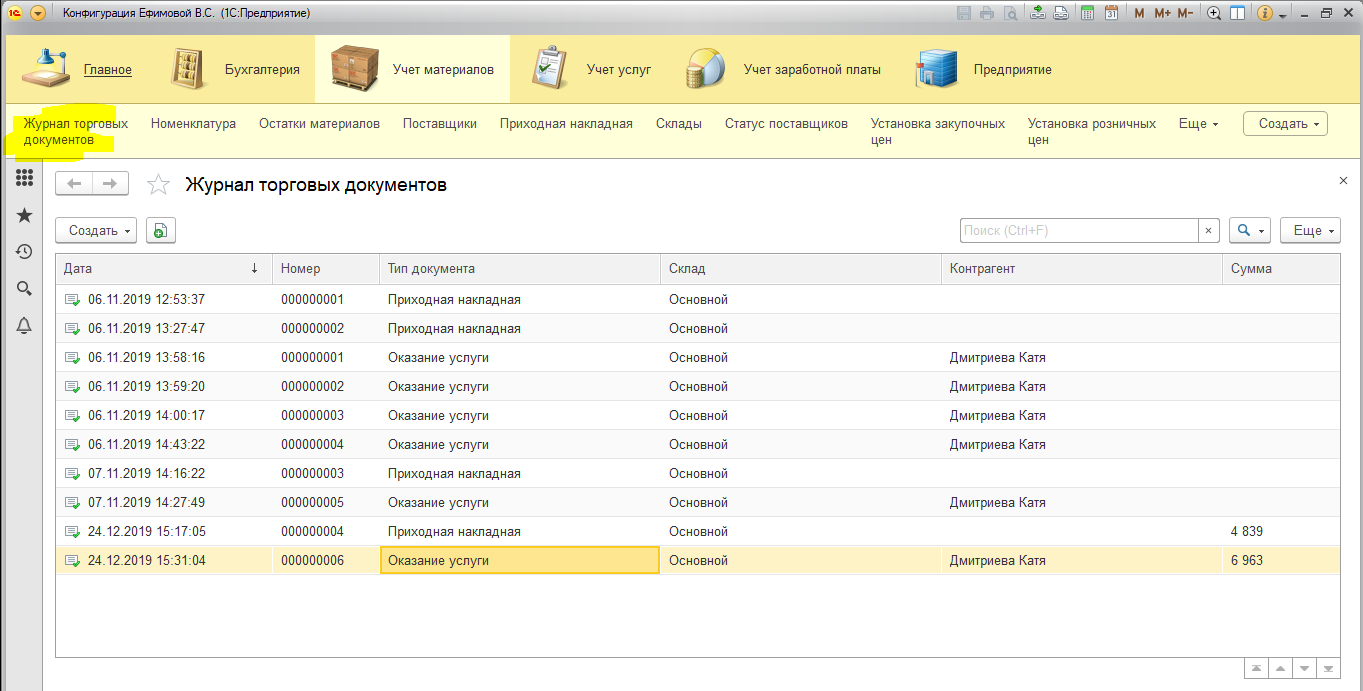 Конфигурация Ефимовой В.С. (1С:Предприятие)
31 M M+ M-
Главное Бухгалтерия Учет материалов Учет услуг Учет заработной платы Предприятие
Журнал торговых документов Номенклатура Остатки материалов Поставщики Приходная накладная Склады Статус поставщиков Установка закупочных цен Установка розничных цен Еще Создать
Журнал торговых документов
Создать Поиск (Ctrl+F) × Еще
Дата ↓ Номер Тип документа Склад Контрагент Сумма
06.11.2019 12:53:37 000000001 Приходная накладная Основной
06.11.2019 13:27:47 000000002 Приходная накладная Основной
06.11.2019 13:58:16 000000001 Оказание услуги Основной Дмитриева Катя
06.11.2019 13:59:20 000000002 Оказание услуги Основной Дмитриева Катя
06.11.2019 14:00:17 000000003 Оказание услуги Основной Дмитриева Катя
06.11.2019 14:43:22 000000004 Оказание услуги Основной Дмитриева Катя
07.11.2019 14:16:22 000000003 Приходная накладная Основной
07.11.2019 14:27:49 000000005 Оказание услуги Основной Дмитриева Катя
24.12.2019 15:17:05 000000004 Приходная накладная Основной 4 839
24.12.2019 15:31:04 000000006 Оказание услуги Основной Дмитриева Катя 6 963